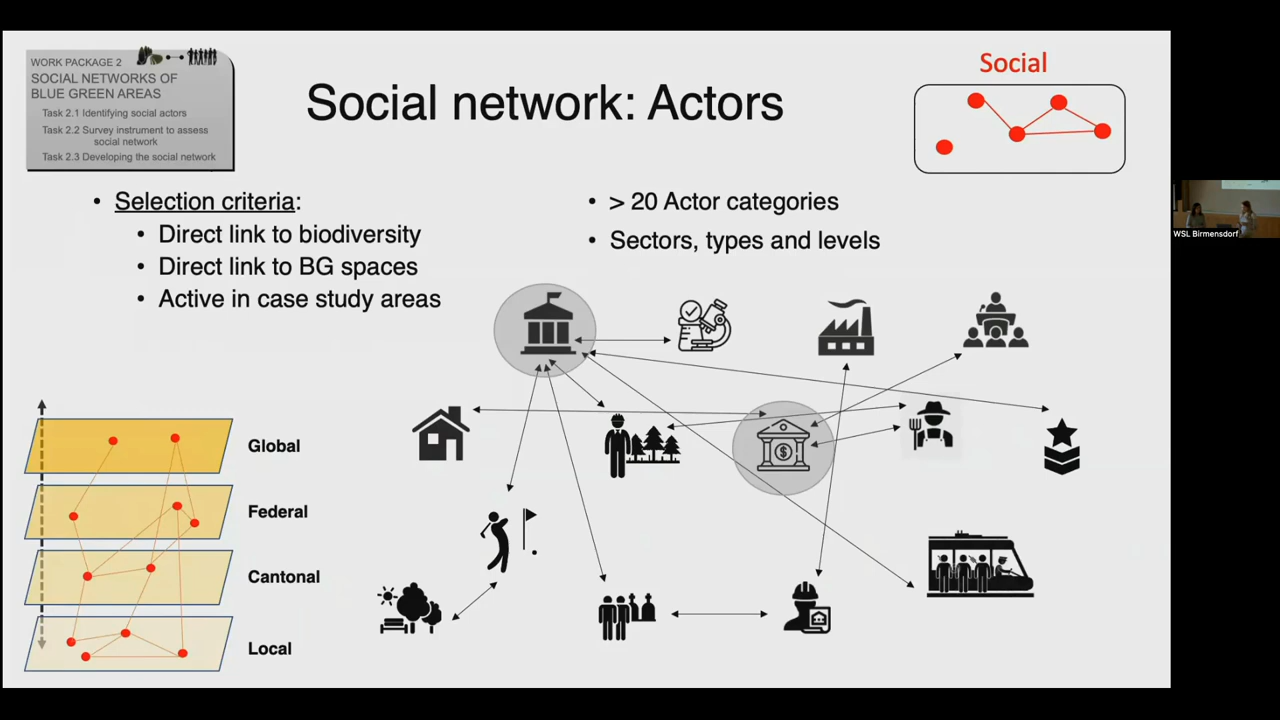 WORK PACKAGE 2
SOCIAL NETWORKS OF
BLUE GREEN AREAS
Task 2.1 Identifying social actors
Task 2.2 Survey instrument to assess
social network
Task 2.3 Developing the social network
Social network: Actors
Social
• Selection criteria:
• Direct link to biodiversity
• Direct link to BG spaces
• Active in case study areas
• > 20 Actor categories
• Sectors, types and levels
$
Global
Federal
Cantonal
Local
WSL Birmensdorf